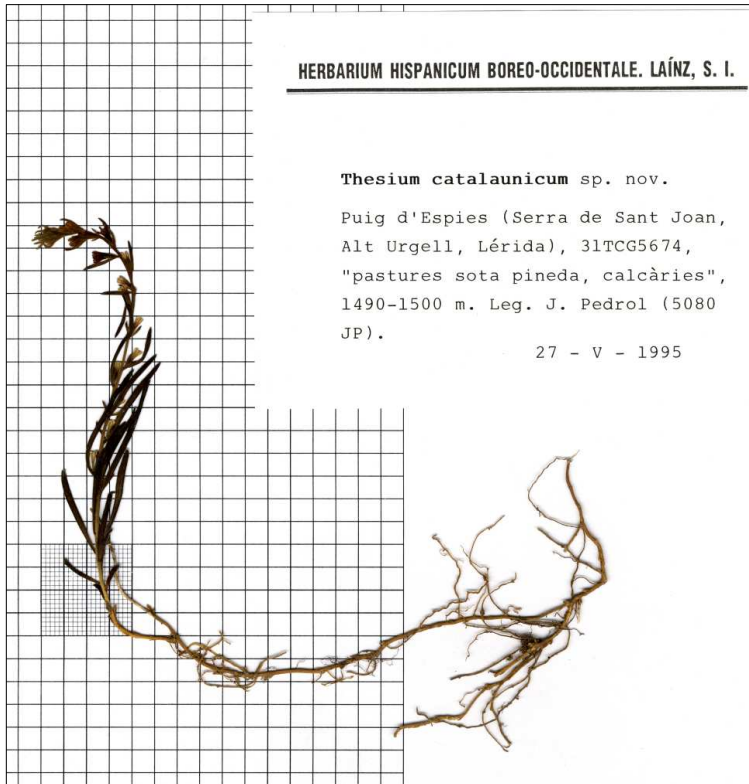 HERBARIUM HISPANICUM BOREO-OCCIDENTALE. LAÍNZ, S. I.
Thesium catalaunicum sp. nov.
Puig d'Espies (Serra de Sant Joan,
Alt Urgell, Lérida), 31TCG5674,
"pastures sota pineda, calcàries",
1490-1500 m. Leg. J. Pedrol (5080
JP).
27 - V - 1995